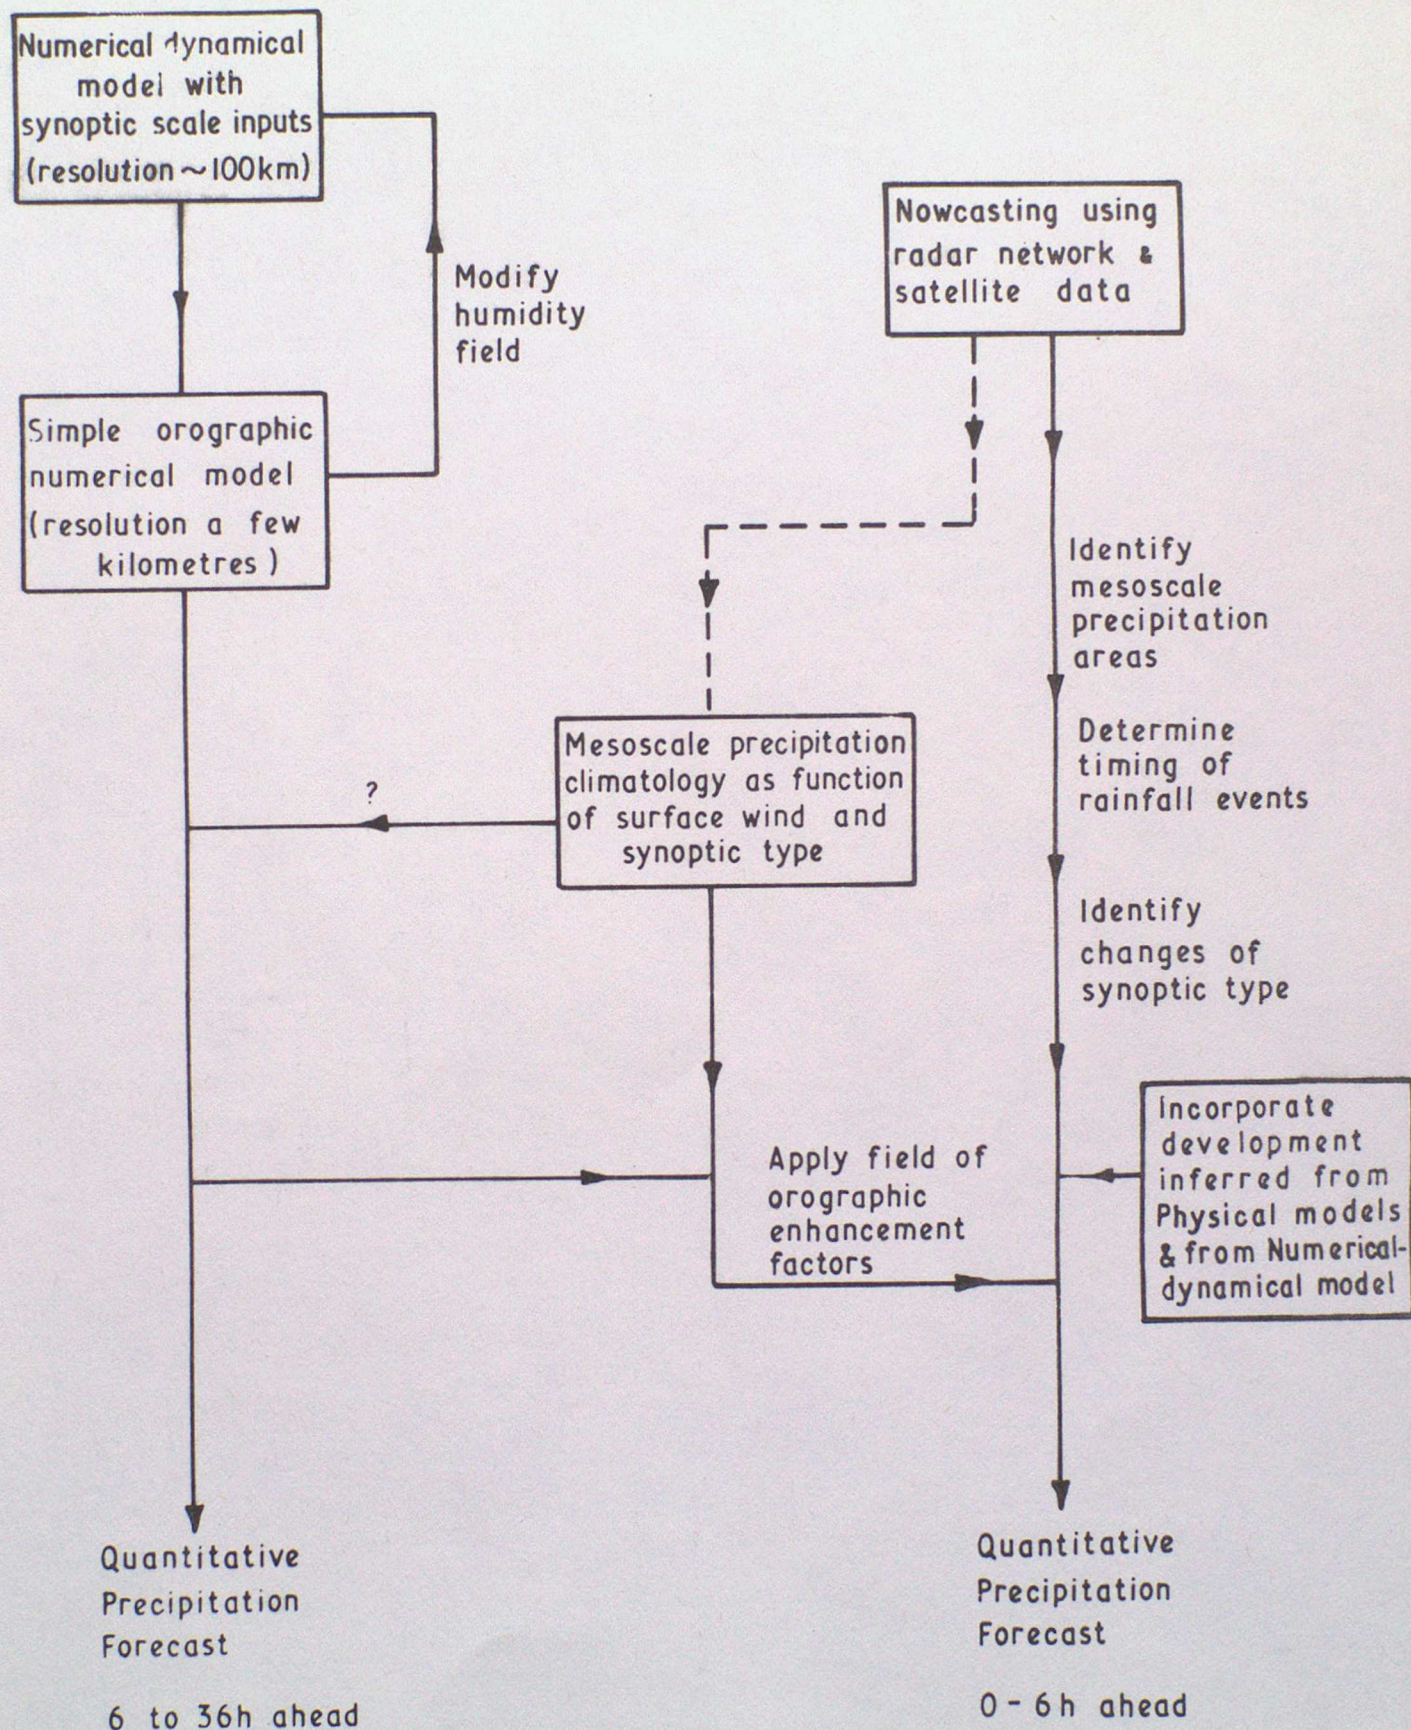 Numerical dynamical
model with
synoptic scale inputs
(resolution ~ 100km)
Modify
humidity
field
Nowcasting using
radar network &
satellite data
Simple orographic
numerical model
(resolution a few
kilometres)
Identify
mesoscale
precipitation
areas
Determine
timing of
rainfall events
Mesoscale precipitation
climatology as function
of surface wind and
synoptic type
?
Identify
changes of
synoptic type
Incorporate
development
inferred from
Physical models
& from Numerical-
dynamical model
Apply field of
orographic
enhancement
factors
Quantitative
Precipitation
Forecast
6 to 36h ahead
Quantitative
Precipitation
Forecast
0 - 6h ahead